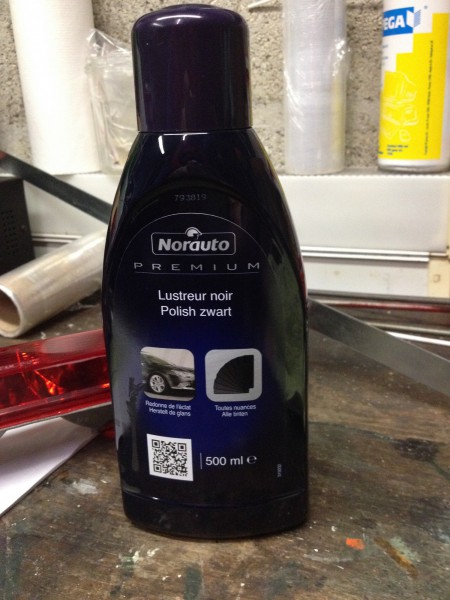 EGA
793819
Norauto
PREMIUM
Lustreur noir
Polish zwart
Redonne de l'éclat
Herstelt de glans
Toutes nuances
Alle tinten
500 ml ℮